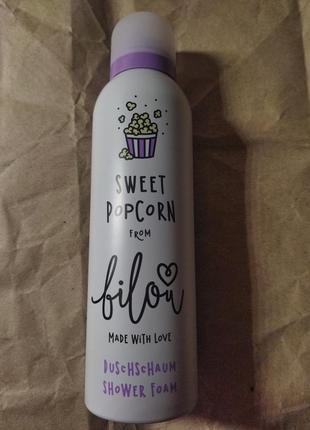 SWEET
POPCORN
FROM
bilou
MADE WITH LOVE
DUSCHSCHAUM
SHOWER FOAM